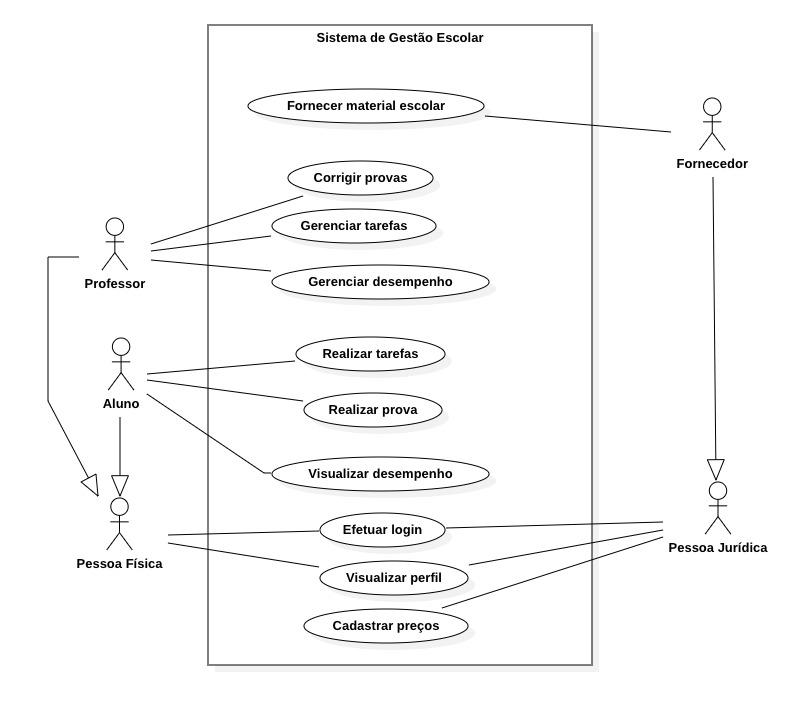 Sistema de Gestão Escolar
Fornecer material escolar
Fornecedor
Corrigir provas
Gerenciar tarefas
Professor
Gerenciar desempenho
Realizar tarefas
Aluno
Realizar prova
Visualizar desempenho
Efetuar login
Pessoa Jurídica
Pessoa Física
Visualizar perfil
Cadastrar preços